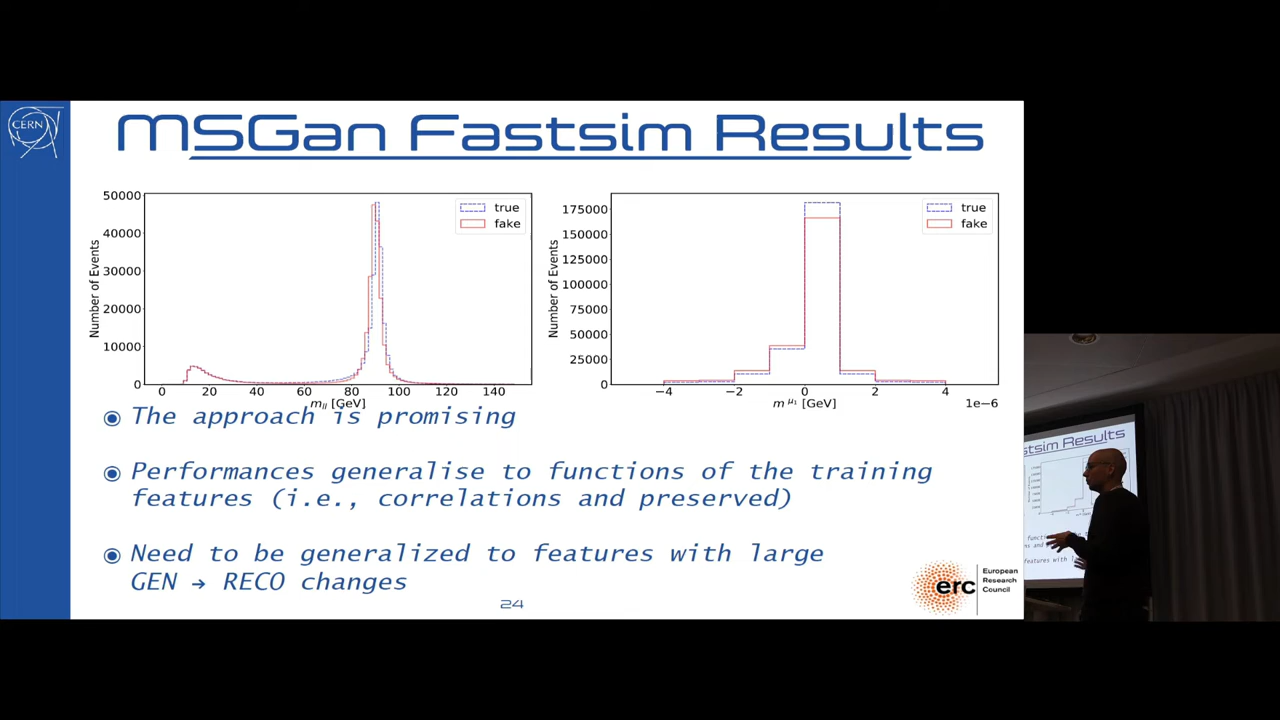 CERN
MSGan Fastsim Results
50000
40000
30000
20000
10000
0
Number of Events
true
fake
0 20 40 60 80 100 120 140
m_ll [GeV]
175000
150000
125000
100000
75000
50000
25000
0
Number of Events
true
fake
−4 −2 0 2 4
m^μ1 [GeV]
1e−6
The approach is promising
Performances generalise to functions of the training
features (i.e., correlations and preserved)
Need to be generalized to features with large
GEN → RECO changes
24
erc
European
Research
Council
stsim Results